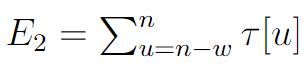 $E_2 = \sum_{u=n-w}^{n} \tau[u]$